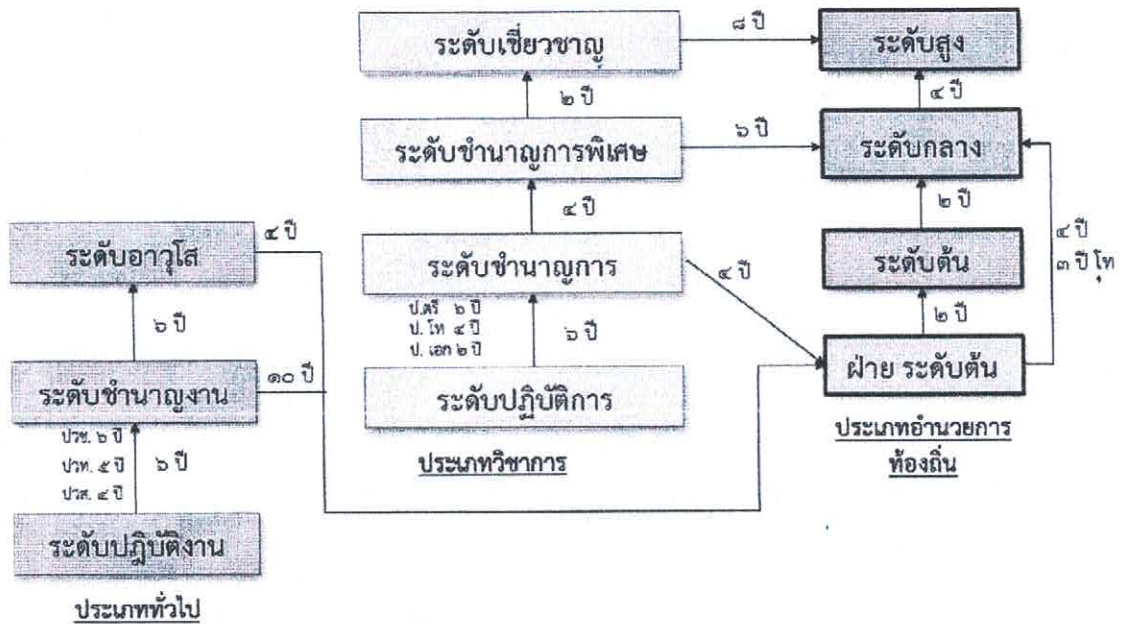 ระดับเชี่ยวชาญ
๘ ปี
ระดับสูง
๒ ปี
๔ ปี
ระดับชำนาญการพิเศษ
๖ ปี
ระดับกลาง
๔ ปี
๒ ปี
๔ ปี
๓ ปี โท
ระดับอาวุโส
๔ ปี
ระดับชำนาญการ
๔ ปี
ระดับต้น
๖ ปี
ป.ตรี ๖ ปี
ป.โท ๔ ปี
ป. เอก ๒ ปี
๖ ปี
๒ ปี
ระดับชำนาญงาน
๑๐ ปี
ระดับปฏิบัติการ
ฝ่าย ระดับต้น
ปวช. ๖ ปี
ปวท. ๕ ปี
ปวส. ๔ ปี
๖ ปี
ประเภทวิชาการ
ประเภทอำนวยการ
ท้องถิ่น
ระดับปฏิบัติงาน
ประเภททั่วไป